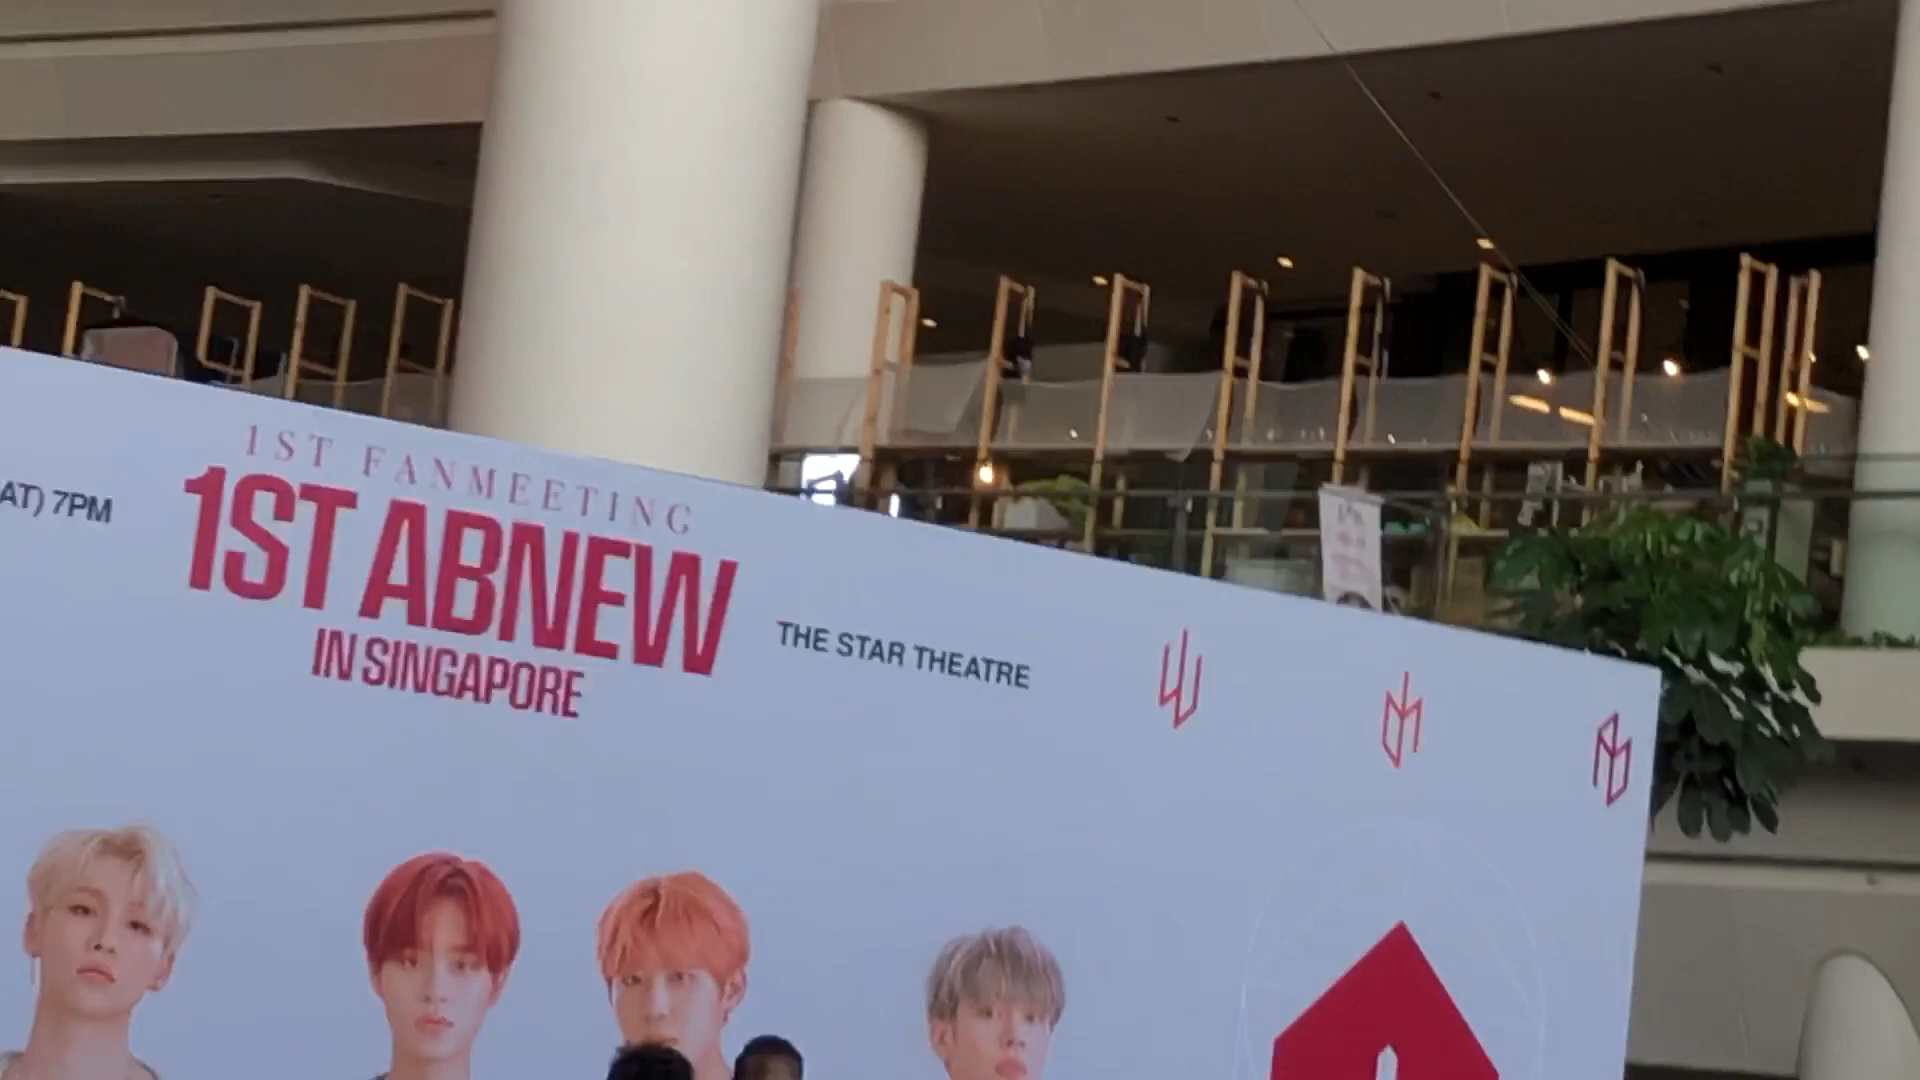 AT) 7PM
1ST FANMEETING
1ST ABNEW
IN SINGAPORE
THE STAR THEATRE